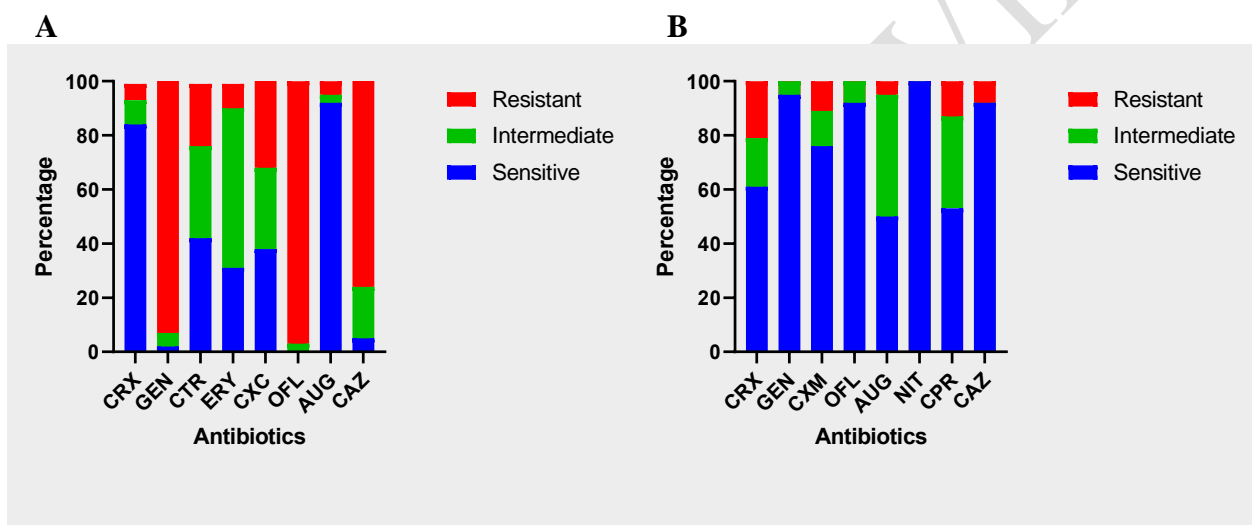 A
B
100
80
60
40
20
0
Percentage
CRX
GEN
CTR
ERY
CXC
OFL
AUG
CAZ
Antibiotics
Resistant
Intermediate
Sensitive
100
80
60
40
20
0
Percentage
CRX
GEN
CXM
OFL
AUG
NIT
CPR
CAZ
Antibiotics
Resistant
Intermediate
Sensitive